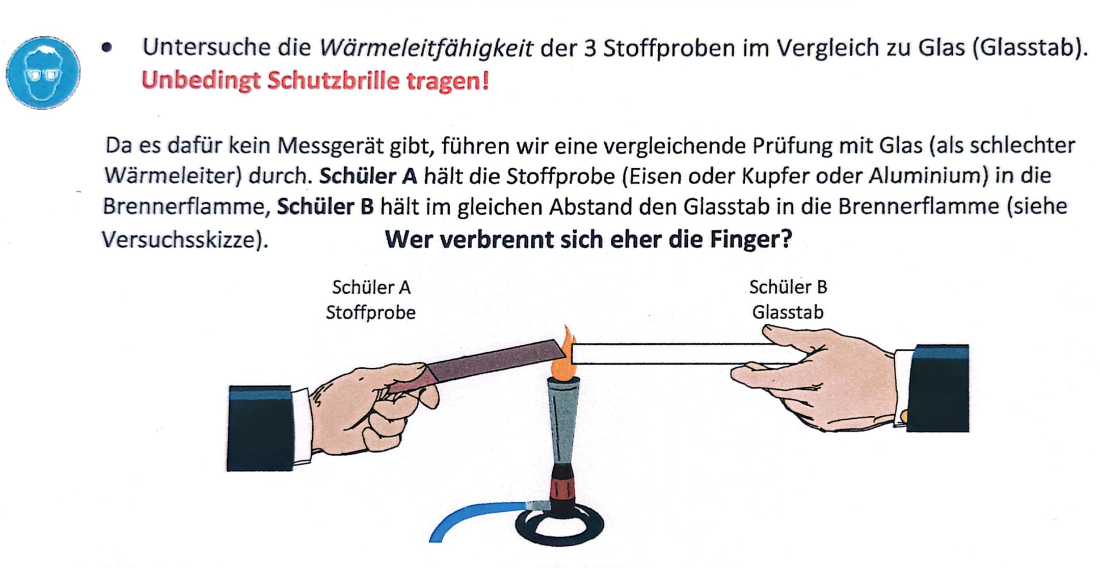 • Untersuche die Wärmeleitfähigkeit der 3 Stoffproben im Vergleich zu Glas (Glasstab).
Unbedingt Schutzbrille tragen!
Da es dafür kein Messgerät gibt, führen wir eine vergleichende Prüfung mit Glas (als schlechter
Wärmeleiter) durch. Schüler A hält die Stoffprobe (Eisen oder Kupfer oder Aluminium) in die
Brennerflamme, Schüler B hält im gleichen Abstand den Glasstab in die Brennerflamme (siehe
Versuchsskizze). Wer verbrennt sich eher die Finger?
Schüler A
Stoffprobe
Schüler B
Glasstab